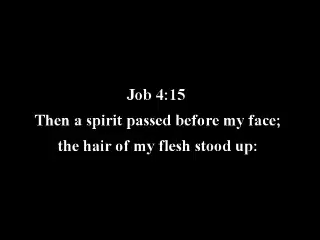 Job 4:15
Then a spirit passed before my face;
the hair of my flesh stood up: